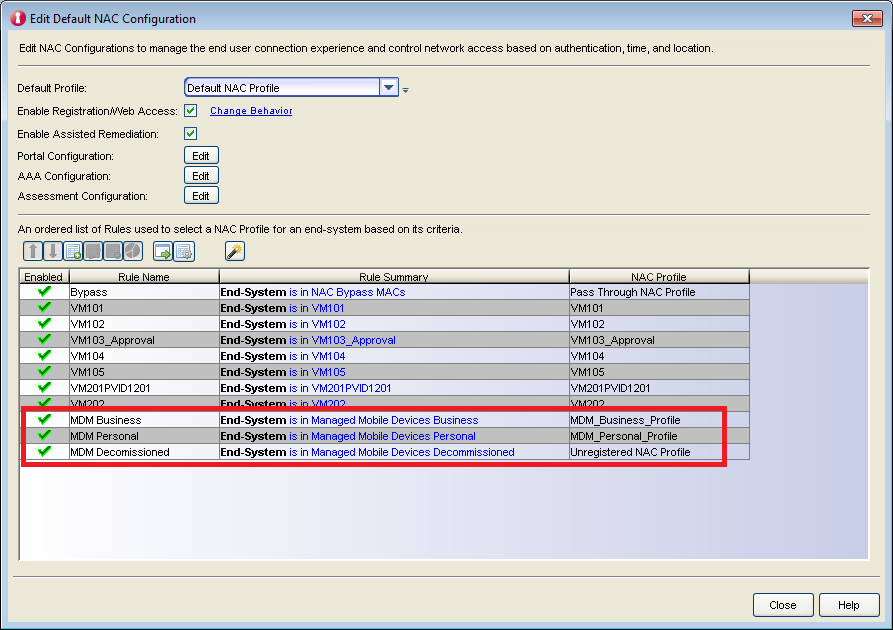 Edit Default NAC Configuration
Edit NAC Configurations to manage the end user connection experience and control network access based on authentication, time, and location.
Default Profile: Default NAC Profile
Enable Registration/Web Access: Change Behavior
Enable Assisted Remediation:
Portal Configuration: Edit
AAA Configuration: Edit
Assessment Configuration: Edit
An ordered list of Rules used to select a NAC Profile for an end-system based on its criteria.
Enabled Rule Name Rule Summary NAC Profile
Bypass End-System is in NAC Bypass MACs Pass Through NAC Profile
VM101 End-System is in VM101 VM101
VM102 End-System is in VM102 VM102
VM103_Approval End-System is in VM103_Approval VM103_Approval
VM104 End-System is in VM104 VM104
VM105 End-System is in VM105 VM105
VM201PVID1201 End-System is in VM201PVID1201 VM201PVID1201
VM202 End-System is in VM202 VM202
MDM Business End-System is in Managed Mobile Devices Business MDM_Business_Profile
MDM Personal End-System is in Managed Mobile Devices Personal MDM_Personal_Profile
MDM Decomissioned End-System is in Managed Mobile Devices Decommissioned Unregistered NAC Profile
Close Help